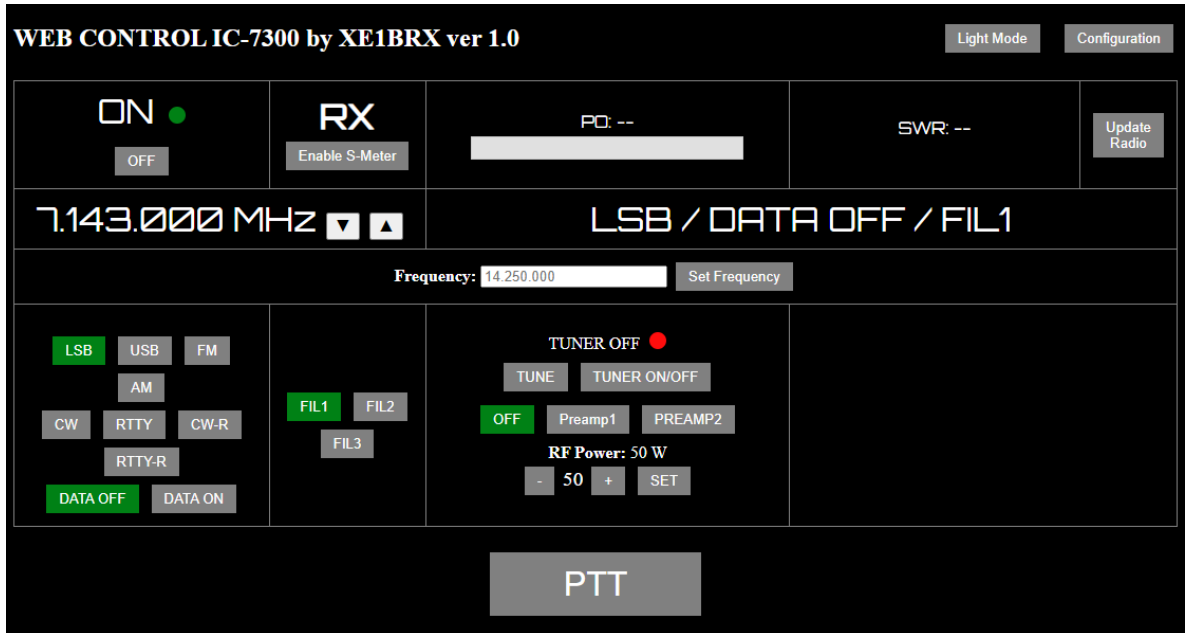 WEB CONTROL IC-7300 by XE1BRX ver 1.0
Light Mode
Configuration
ON
OFF
RX
Enable S-Meter
PO: --
SWR: --
Update
Radio
7.143.000 MHz ▼ ▲
LSB / DATA OFF / FIL1
Frequency: 14.250.000 Set Frequency
LSB USB FM
AM
CW RTTY CW-R
RTTY-R
DATA OFF DATA ON
FIL1 FIL2
FIL3
TUNER OFF
TUNE TUNER ON/OFF
OFF Preamp1 PREAMP2
RF Power: 50 W
- 50 + SET
PTT